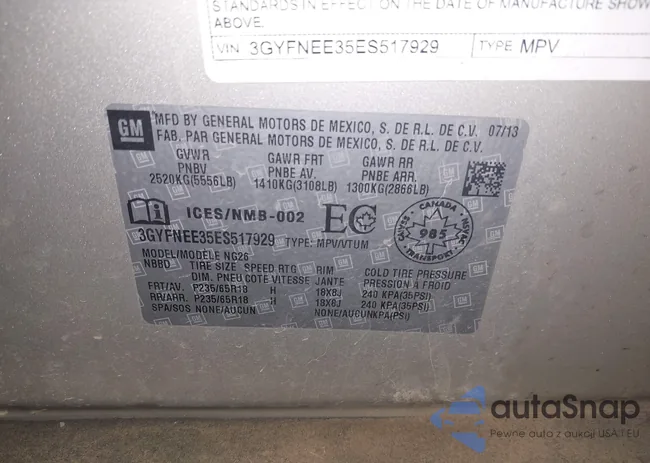 STANDARDS IN EFFECT ON THE DATE OF MANUFACTURE SHOW
ABOVE.
VIN 3GYFNEE35ES517929 TYPE MPV
GM
MFD BY GENERAL MOTORS DE MEXICO, S. DE R.L. DE C.V. 07/13
FAB. PAR GENERAL MOTORS DE MEXICO, S. DE R.L. DE C.V.
GVWR GAWR FRT GAWR RR
PNBV PNBE AV. PNBE ARR.
2520KG(5556LB) 1410KG(3108LB) 1300KG(2866LB)
ICES/NMB-002 EC
CANADA
985
TRANSPORT
3GYFNEE35ES517929 TYPE: MPV/VTUM
MODEL/MODELE NG26
NBBD TIRE SIZE SPEED RTG RIM COLD TIRE PRESSURE
DIM. PNEU COTE VITESSE JANTE PRESSION A FROID
FRT/AV. P235/65R18 H 18X8J 240 KPA(35PSI)
RR/ARR. P235/65R18 H 18X8J 240 KPA(35PSI)
SPA/SOS NONE/AUCUN NONE/AUCUNKPA(PSI)
autoSnap
Pewne auto z aukcji USA i EU